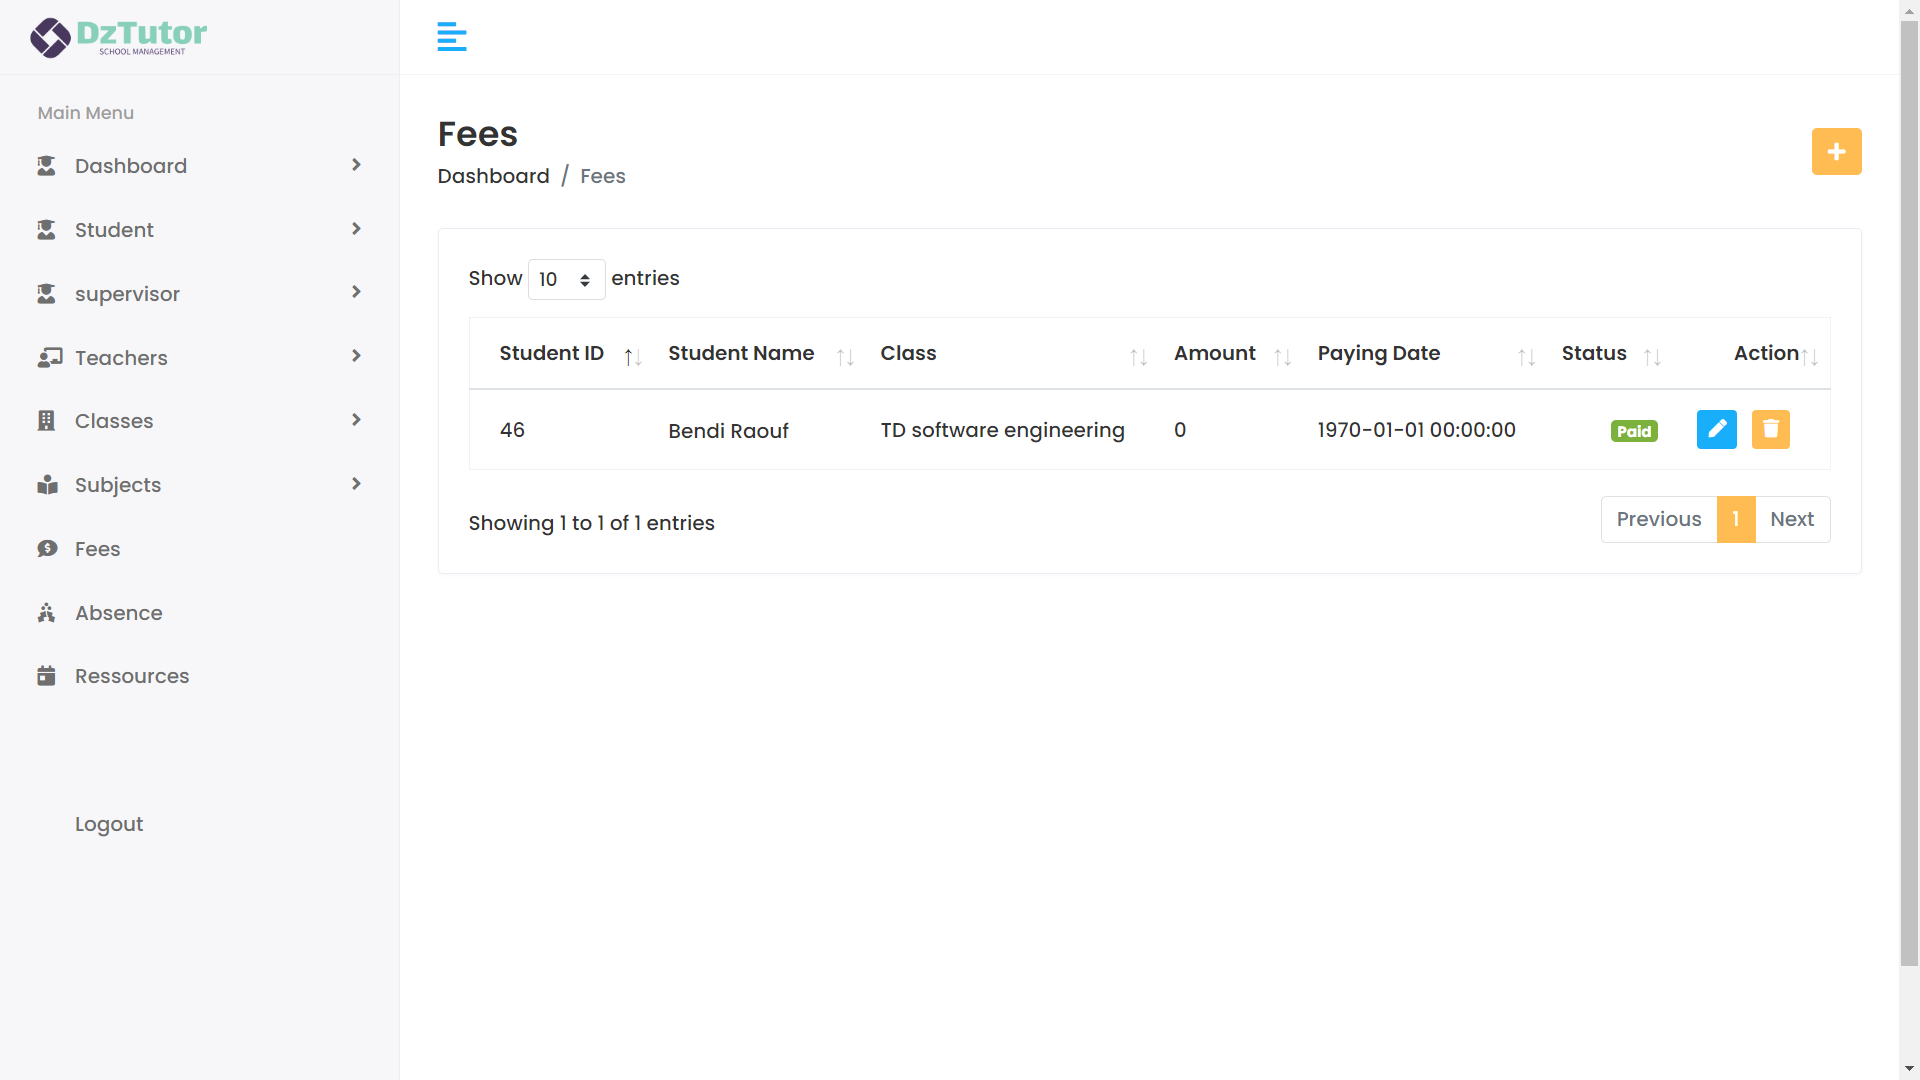 DzTutor
SCHOOL MANAGEMENT
Main Menu
Dashboard
Student
supervisor
Teachers
Classes
Subjects
Fees
Absence
Ressources
Logout
Fees
Dashboard / Fees
Show 10 entries
Student ID Student Name Class Amount Paying Date Status Action
46 Bendi Raouf TD software engineering 0 1970-01-01 00:00:00 Paid
Showing 1 to 1 of 1 entries
Previous 1 Next